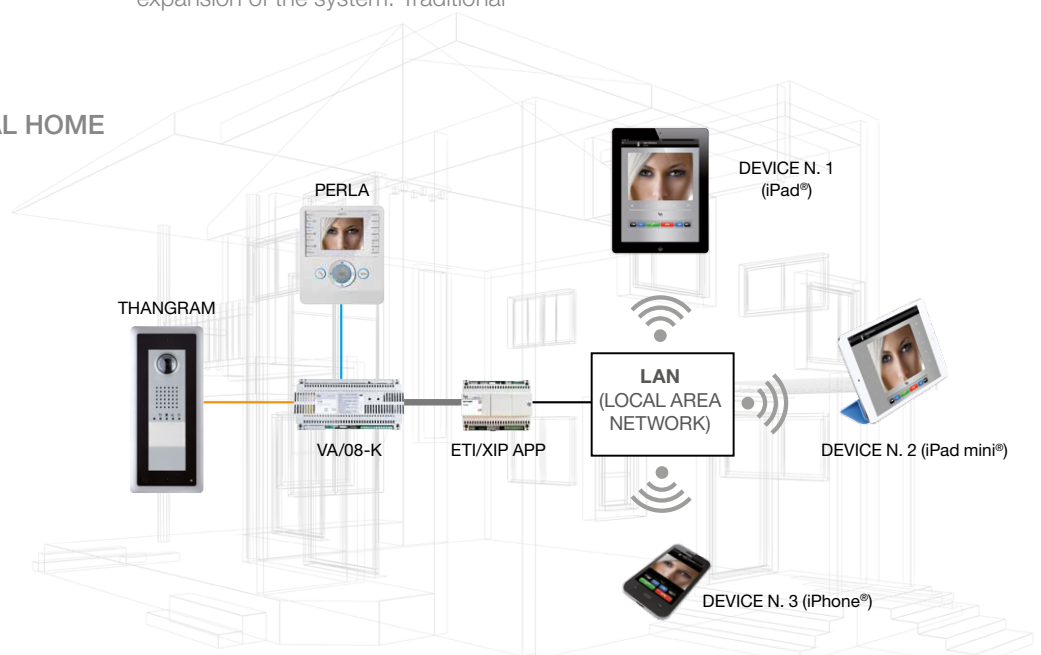 expansion of the system. Traditional
AL HOME
DEVICE N. 1
(iPad®)
PERLA
THANGRAM
LAN
(LOCAL AREA
NETWORK)
VA/08-K
ETI/XIP APP
DEVICE N. 2 (iPad mini®)
DEVICE N. 3 (iPhone®)